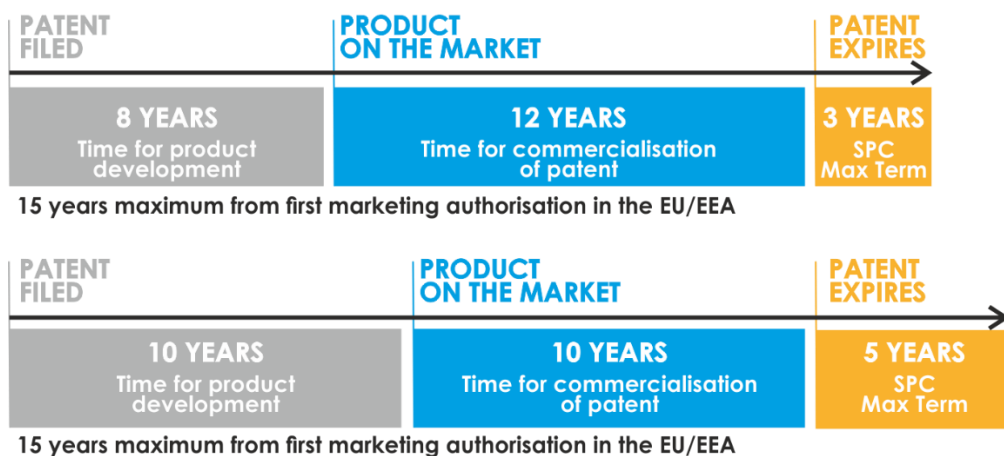 PATENT
FILED
PRODUCT
ON THE MARKET
PATENT
EXPIRES
8 YEARS
Time for product
development
12 YEARS
Time for commercialisation
of patent
3 YEARS
SPC
Max Term
15 years maximum from first marketing authorisation in the EU/EEA
PATENT
FILED
PRODUCT
ON THE MARKET
PATENT
EXPIRES
10 YEARS
Time for product
development
10 YEARS
Time for commercialisation
of patent
5 YEARS
SPC
Max Term
15 years maximum from first marketing authorisation in the EU/EEA